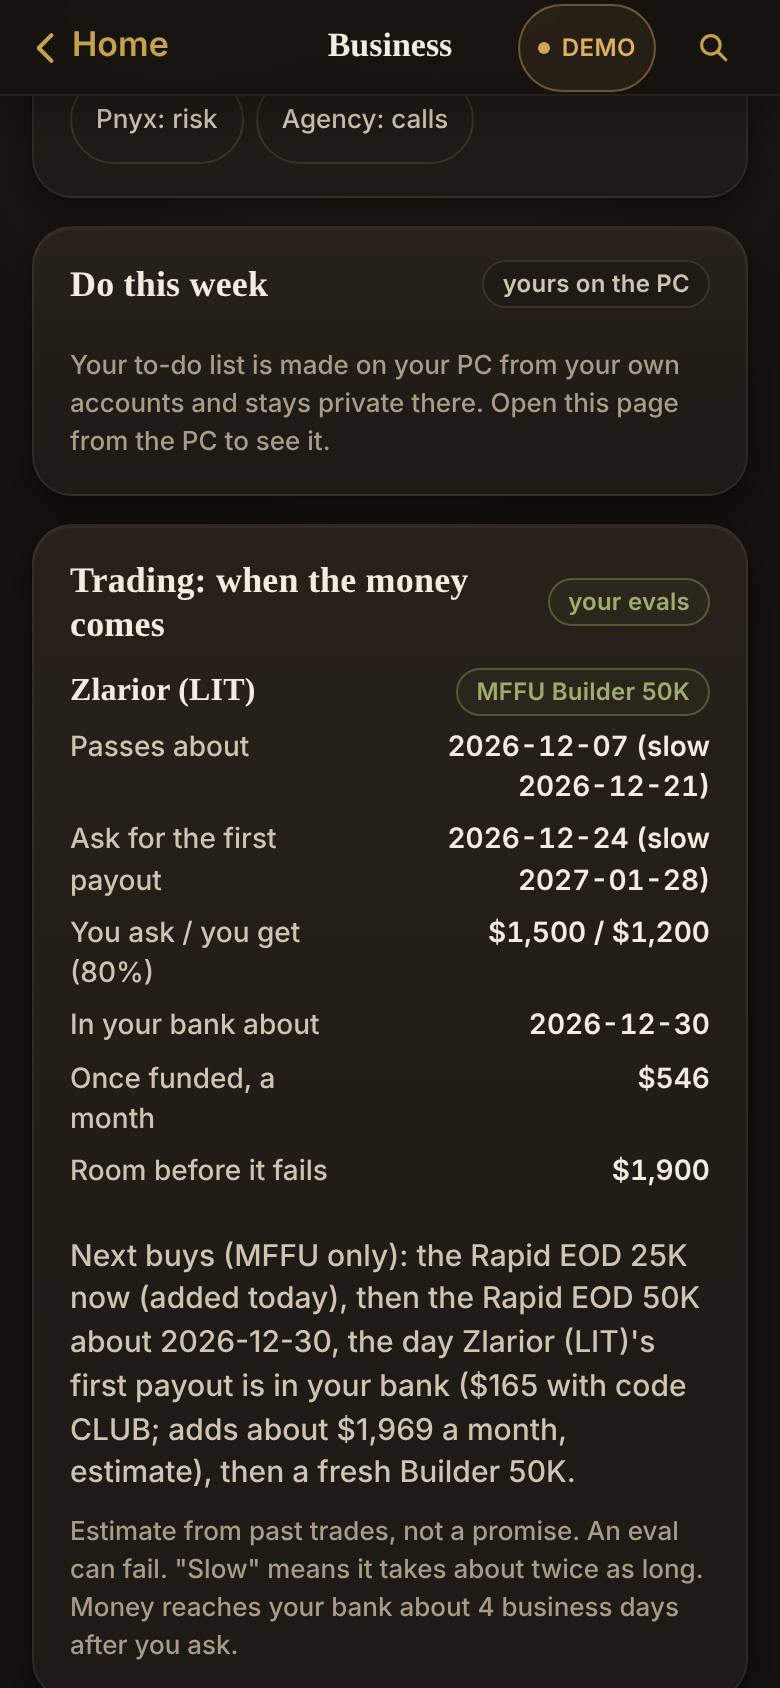 Home
Business
DEMO
Pnyx: risk
Agency: calls
Do this week
yours on the PC
Your to-do list is made on your PC from your own
accounts and stays private there. Open this page
from the PC to see it.
Trading: when the money
comes
your evals
Zlarior (LIT)
MFFU Builder 50K
Passes about
2026-12-07 (slow
2026-12-21)
Ask for the first
payout
2026-12-24 (slow
2027-01-28)
You ask / you get
(80%)
$1,500 / $1,200
In your bank about
2026-12-30
Once funded, a
month
$546
Room before it fails
$1,900
Next buys (MFFU only): the Rapid EOD 25K
now (added today), then the Rapid EOD 50K
about 2026-12-30, the day Zlarior (LIT)'s
first payout is in your bank ($165 with code
CLUB; adds about $1,969 a month,
estimate), then a fresh Builder 50K.
Estimate from past trades, not a promise. An eval
can fail. "Slow" means it takes about twice as long.
Money reaches your bank about 4 business days
after you ask.